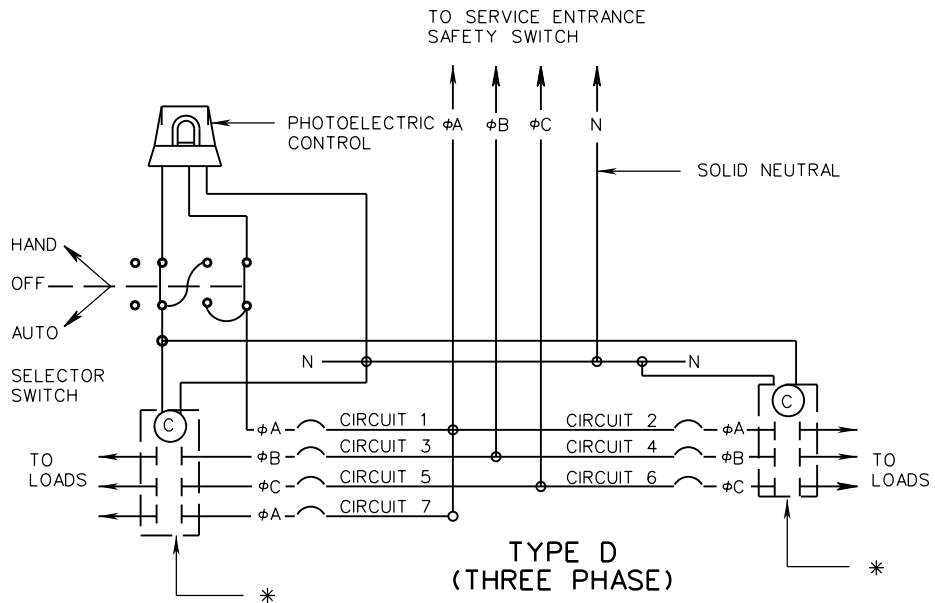 TO SERVICE ENTRANCE
SAFETY SWITCH
PHOTOELECTRIC
CONTROL
φA φB φC N
SOLID NEUTRAL
HAND
OFF
AUTO
SELECTOR
SWITCH
N
N
C
C
φA CIRCUIT 1 CIRCUIT 2 φA
φB CIRCUIT 3 CIRCUIT 4 φB
φC CIRCUIT 5 CIRCUIT 6 φC
φA CIRCUIT 7
TO
LOADS
TO
LOADS
TYPE D
(THREE PHASE)
*
*